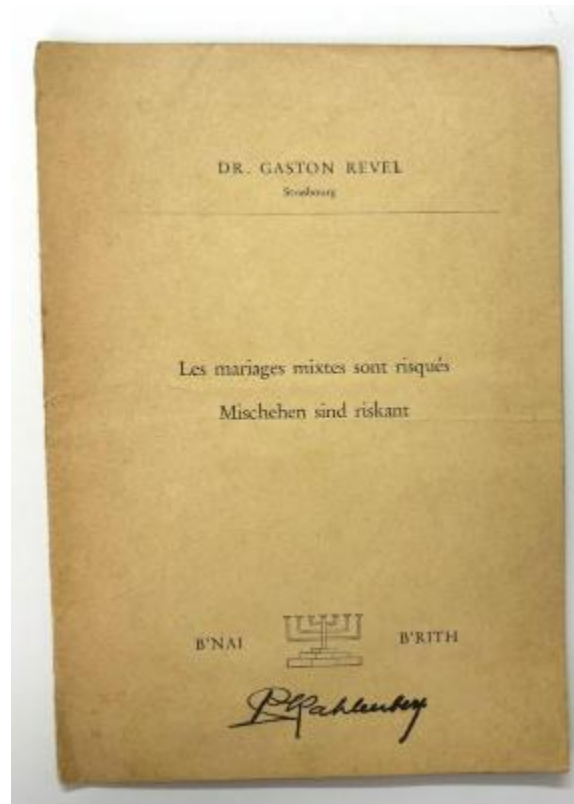 DR. GASTON REVEL
Strasbourg
Les mariages mixtes sont risqués
Mischehen sind riskant
B'NAI B'RITH